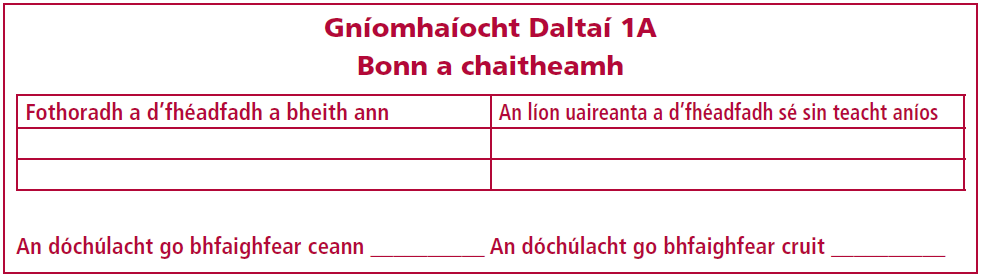 Gníomhaíocht Daltaí 1A
Bonn a chaitheamh
Fothoradh a d’fhéadfadh a bheith ann
An líon uaireanta a d’fhéadfadh sé sin teacht aníos
An dóchúlacht go bhfaighfear ceann __________ An dóchúlacht go bhfaighfear cruit __________